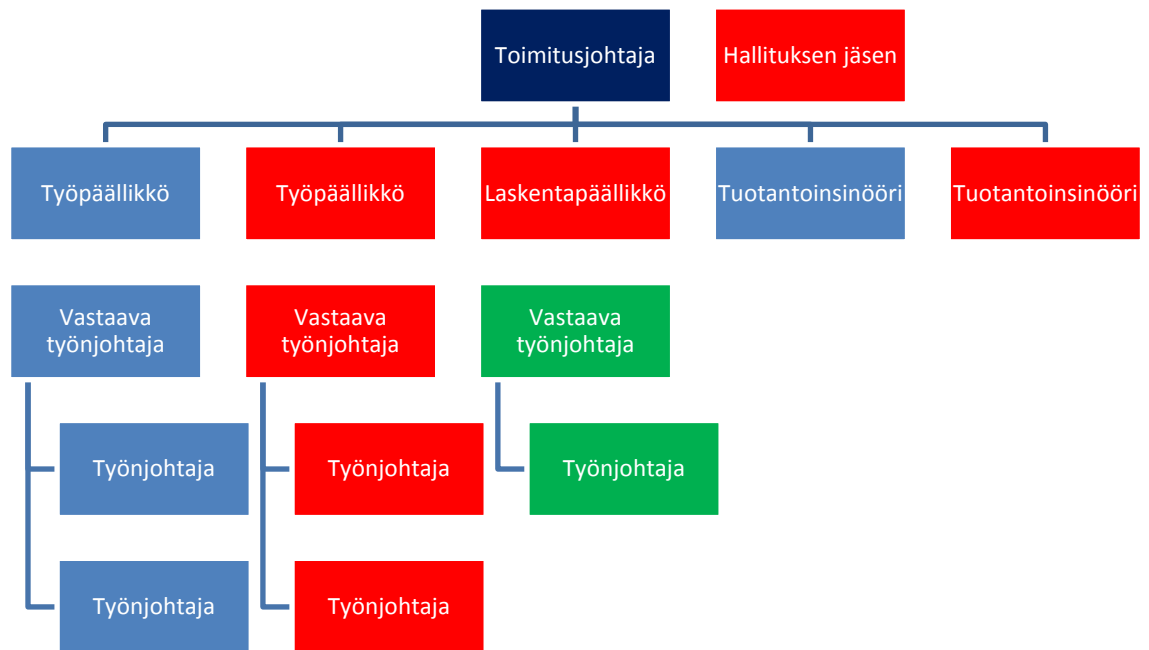 Toimitusjohtaja
Hallituksen jäsen
Työpäällikkö
Työpäällikkö
Laskentapäällikkö
Tuotantoinsinööri
Tuotantoinsinööri
Vastaava
työnjohtaja
Vastaava
työnjohtaja
Vastaava
työnjohtaja
Työnjohtaja
Työnjohtaja
Työnjohtaja
Työnjohtaja
Työnjohtaja